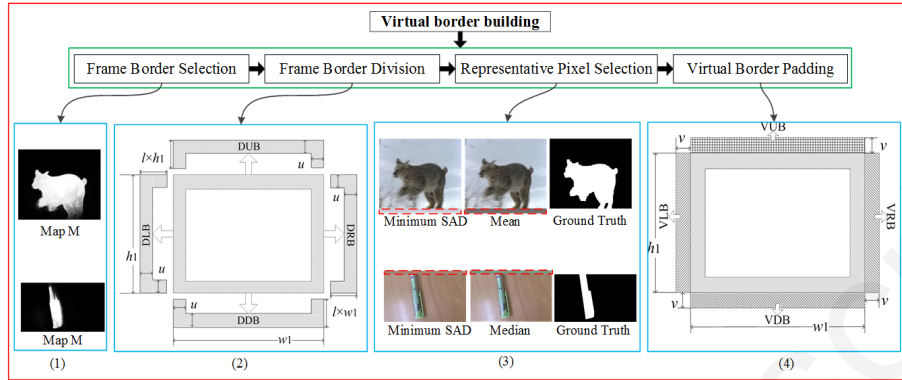 Virtual border building
Frame Border Selection
Frame Border Division
Representative Pixel Selection
Virtual Border Padding
Map M
Map M
(1)
DUB
l×h1
u
u
DLB
h1
DRB
u
u
DDB
l×w1
w1
(2)
Minimum SAD
Mean
Ground Truth
Minimum SAD
Median
Ground Truth
(3)
VUB
v
v
VLB
VRB
h1
v
v
VDB
w1
(4)